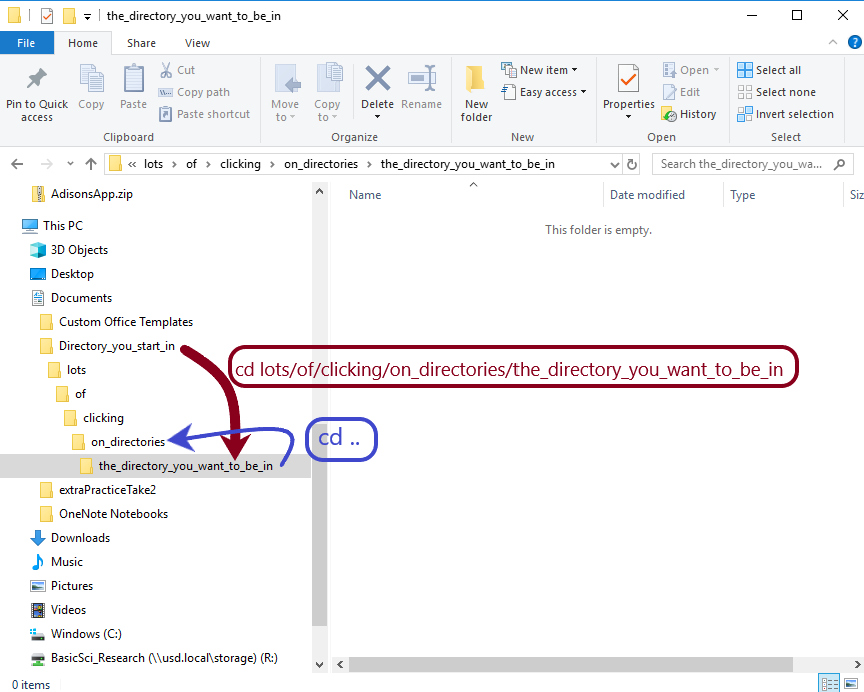 the_directory_you_want_to_be_in
File Home Share View
Pin to Quick access
Copy
Paste
Cut
Copy path
Paste shortcut
Clipboard
Move to
Copy to
Delete
Rename
Organize
New folder
New item
Easy access
New
Properties
Open
Edit
History
Open
Select all
Select none
Invert selection
Select
« lots › of › clicking › on_directories › the_directory_you_want_to_be_in
Search the_directory_you_wa...
Name Date modified Type Siz
This folder is empty.
AdisonsApp.zip
This PC
3D Objects
Desktop
Documents
Custom Office Templates
Directory_you_start_in
lots
cd lots/of/clicking/on_directories/the_directory_you_want_to_be_in
of
clicking
on_directories
cd ..
the_directory_you_want_to_be_in
extraPracticeTake2
OneNote Notebooks
Downloads
Music
Pictures
Videos
Windows (C:)
BasicSci_Research (\\usd.local\storage) (R:)
0 items